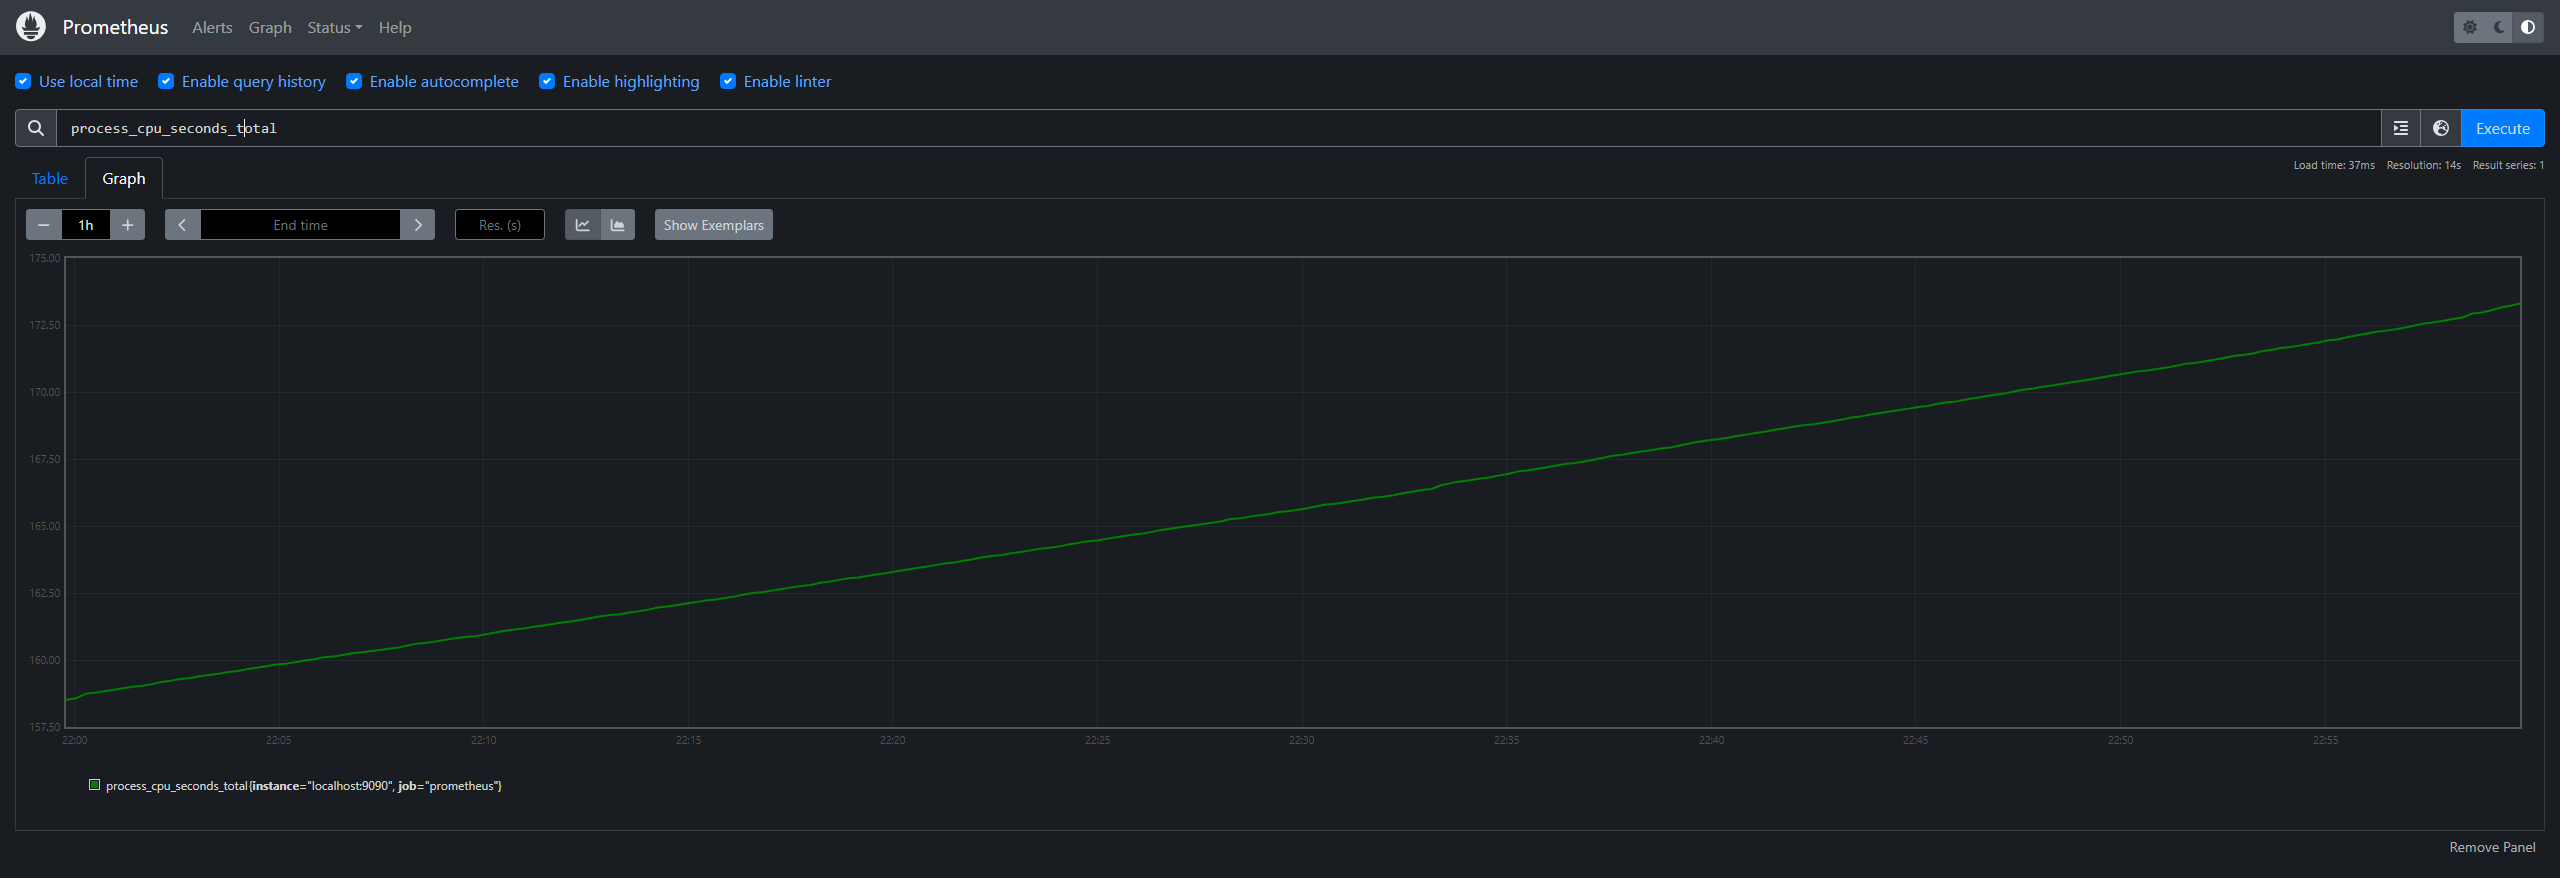 Prometheus Alerts Graph Status Help
Use local time Enable query history Enable autocomplete Enable highlighting Enable linter
process_cpu_seconds_total Execute
Load time: 37ms Resolution: 14s Result series: 1
Table Graph
1h End time Res. (s) Show Exemplars
175.00
172.50
170.00
167.50
165.00
162.50
160.00
157.50
22:00 22:05 22:10 22:15 22:20 22:25 22:30 22:35 22:40 22:45 22:50 22:55
process_cpu_seconds_total{instance="localhost:9090", job="prometheus"}
Remove Panel